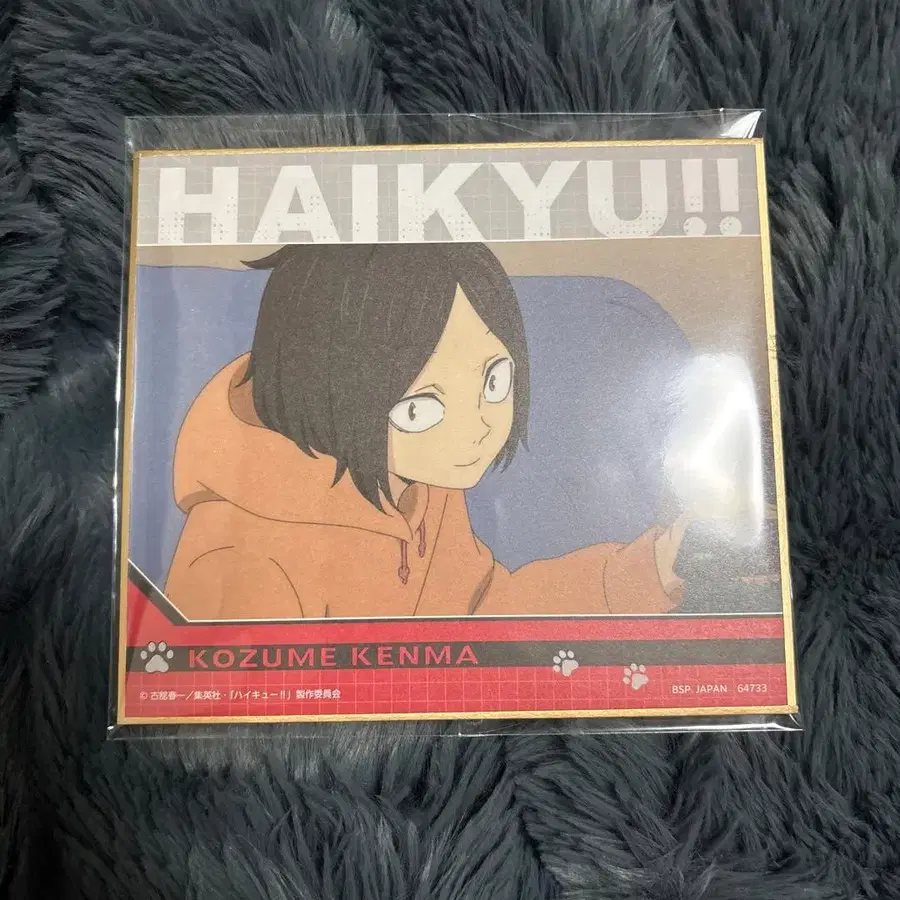 HAIKYU!!
KOZUME KENMA
© 古舘春一／集英社・「ハイキュー!!」製作委員会
BSP. JAPAN 64733